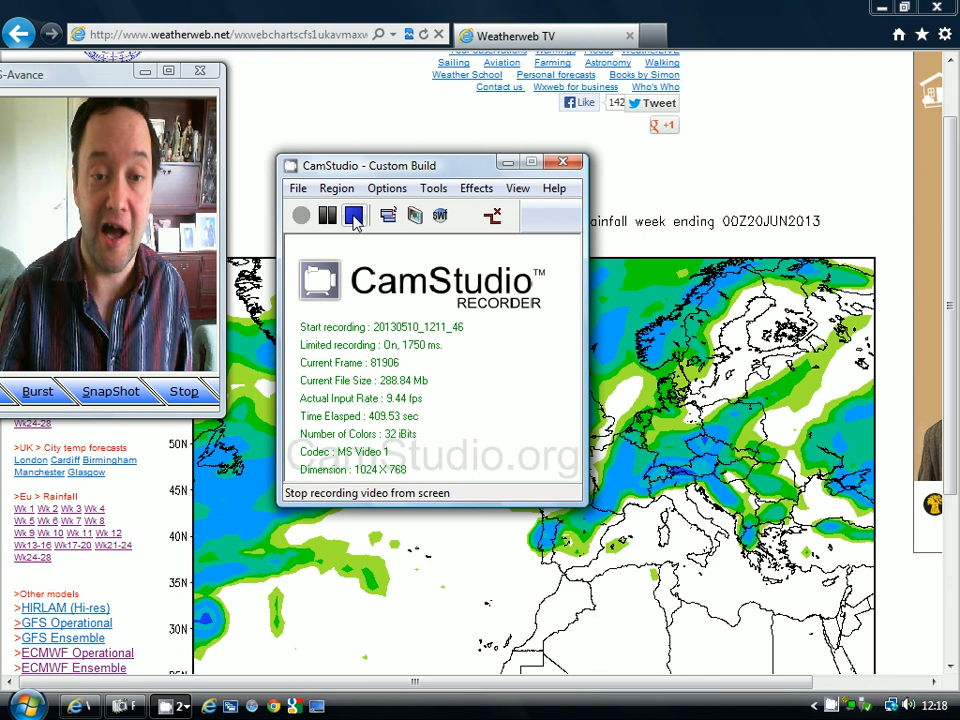 http://www.weatherweb.net/wxwebchartscfs1ukavmaxw
Weatherweb TV
Sailing Aviation Farming Astronomy Walking
Weather School Personal forecasts Books by Simon
Contact us Wxweb for business Who's Who
Like 142 Tweet
+1
S-Avance
CamStudio - Custom Build
File Region Options Tools Effects View Help
SWF
ainfall week ending 00Z20JUN2013
CamStudio™
RECORDER
Start recording : 20130510_1211_46
Limited recording : On, 1750 ms.
Current Frame : 81906
Current File Size : 288.84 Mb
Actual Input Rate : 9.44 fps
Time Elasped : 409.53 sec
Number of Colors : 32 iBits
Codec : MS Video 1
Dimension : 1024 X 768
CamStudio.org
Stop recording video from screen
Burst SnapShot Stop
Wk24-28
>UK > City temp forecasts
London Cardiff Birmingham
Manchester Glasgow
>Eu > Rainfall
Wk 1 Wk 2 Wk 3 Wk 4
Wk 5 Wk 6 Wk 7 Wk 8
Wk 9 Wk 10 Wk 11 Wk 12
Wk13-16 Wk17-20 Wk21-24
Wk24-28
>Other models
>HIRLAM (Hi-res)
>GFS Operational
>GFS Ensemble
>ECMWF Operational
>ECMWF Ensemble
50N
45N
40N
35N
30N
12:18